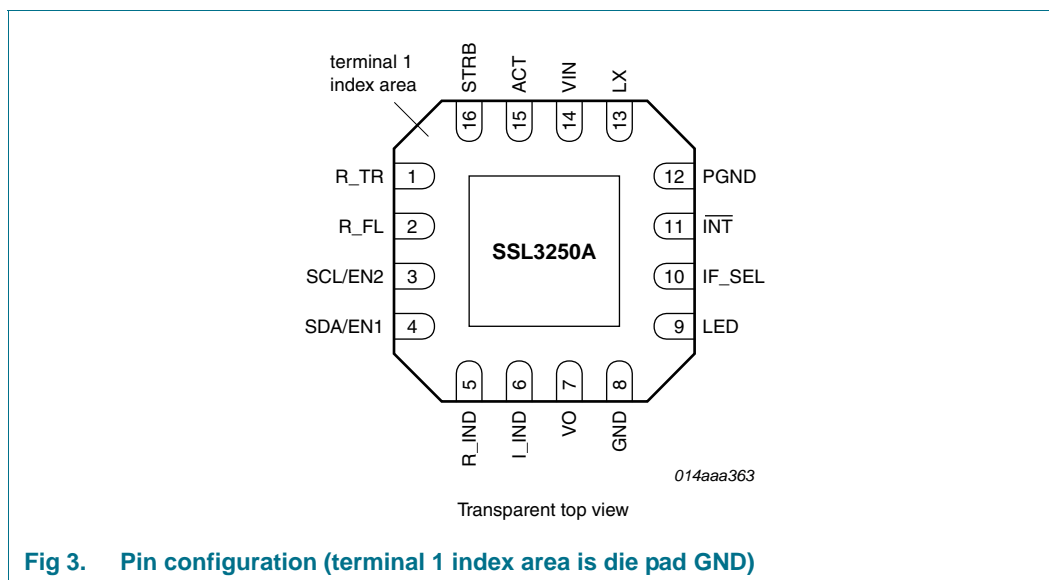 terminal 1
index area
STRB
ACT
VIN
LX
16
15
14
13
R_TR 1
R_FL 2
SCL/EN2 3
SDA/EN1 4
SSL3250A
12 PGND
11 INT
10 IF_SEL
9 LED
5
6
7
8
R_IND
I_IND
VO
GND
014aaa363
Transparent top view
Fig 3. Pin configuration (terminal 1 index area is die pad GND)